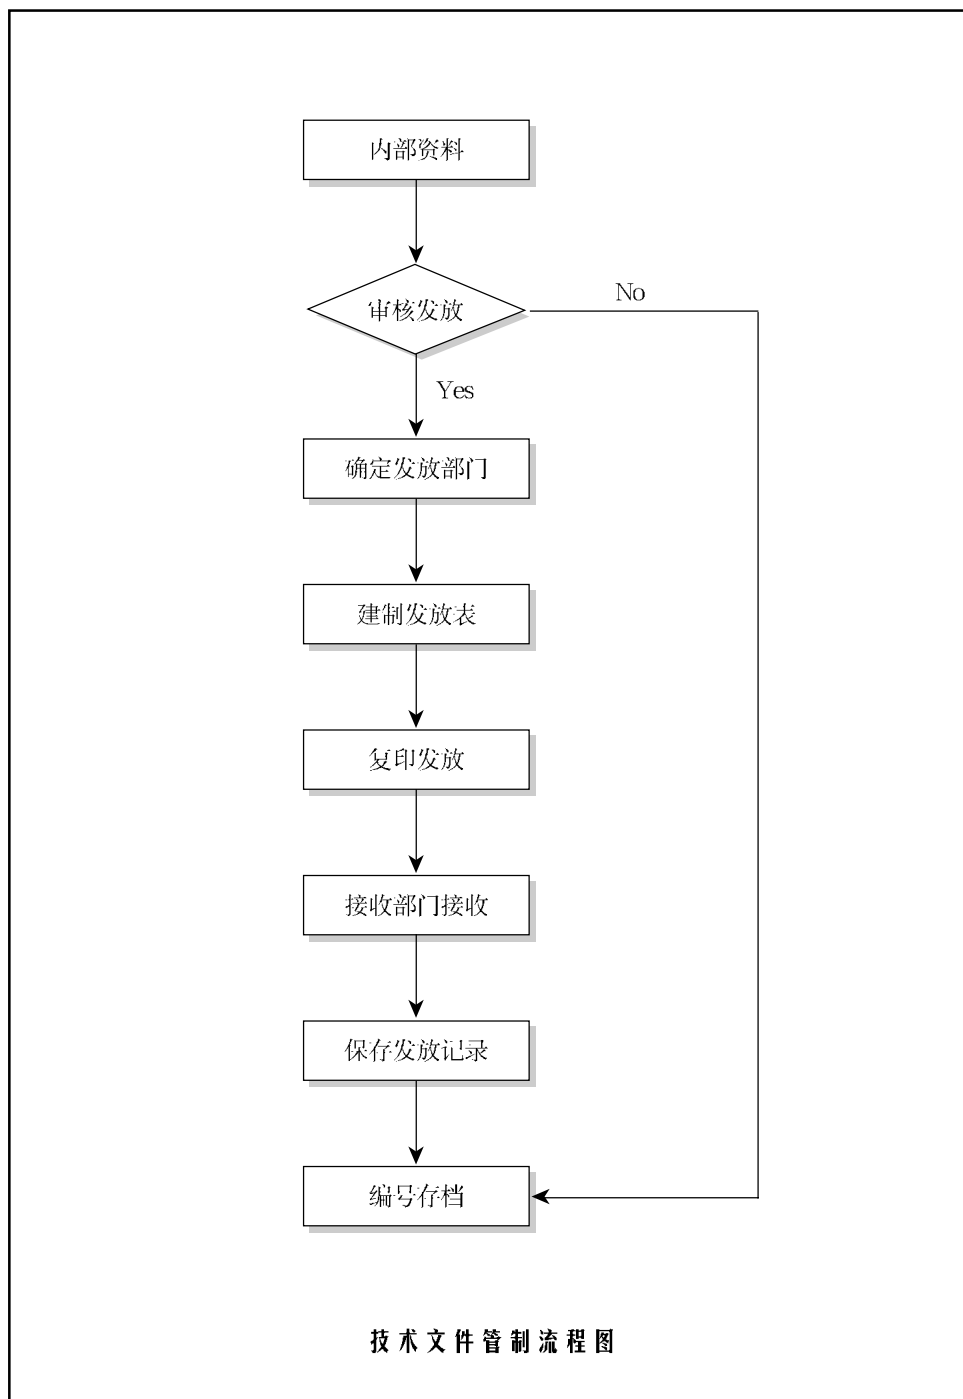 内部资料
审核发放
No
Yes
确定发放部门
建制发放表
复印发放
接收部门接收
保存发放记录
编号存档
技术文件管制流程图